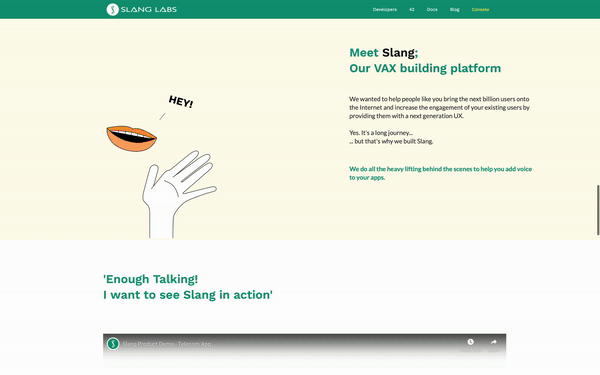 SLANG LABS
Developers
42
Docs
Blog
Console
Meet Slang;
Our VAX building platform
HEY!
We wanted to help people like you bring the next billion users onto
the Internet and increase the engagement of your existing users by
providing them with a next generation UX.
Yes. It's a long journey...
... but that's why we built Slang.
We do all the heavy lifting behind the scenes to help you add voice
to your apps.
'Enough Talking!
I want to see Slang in action'
Slang Product Demo - Telecom App